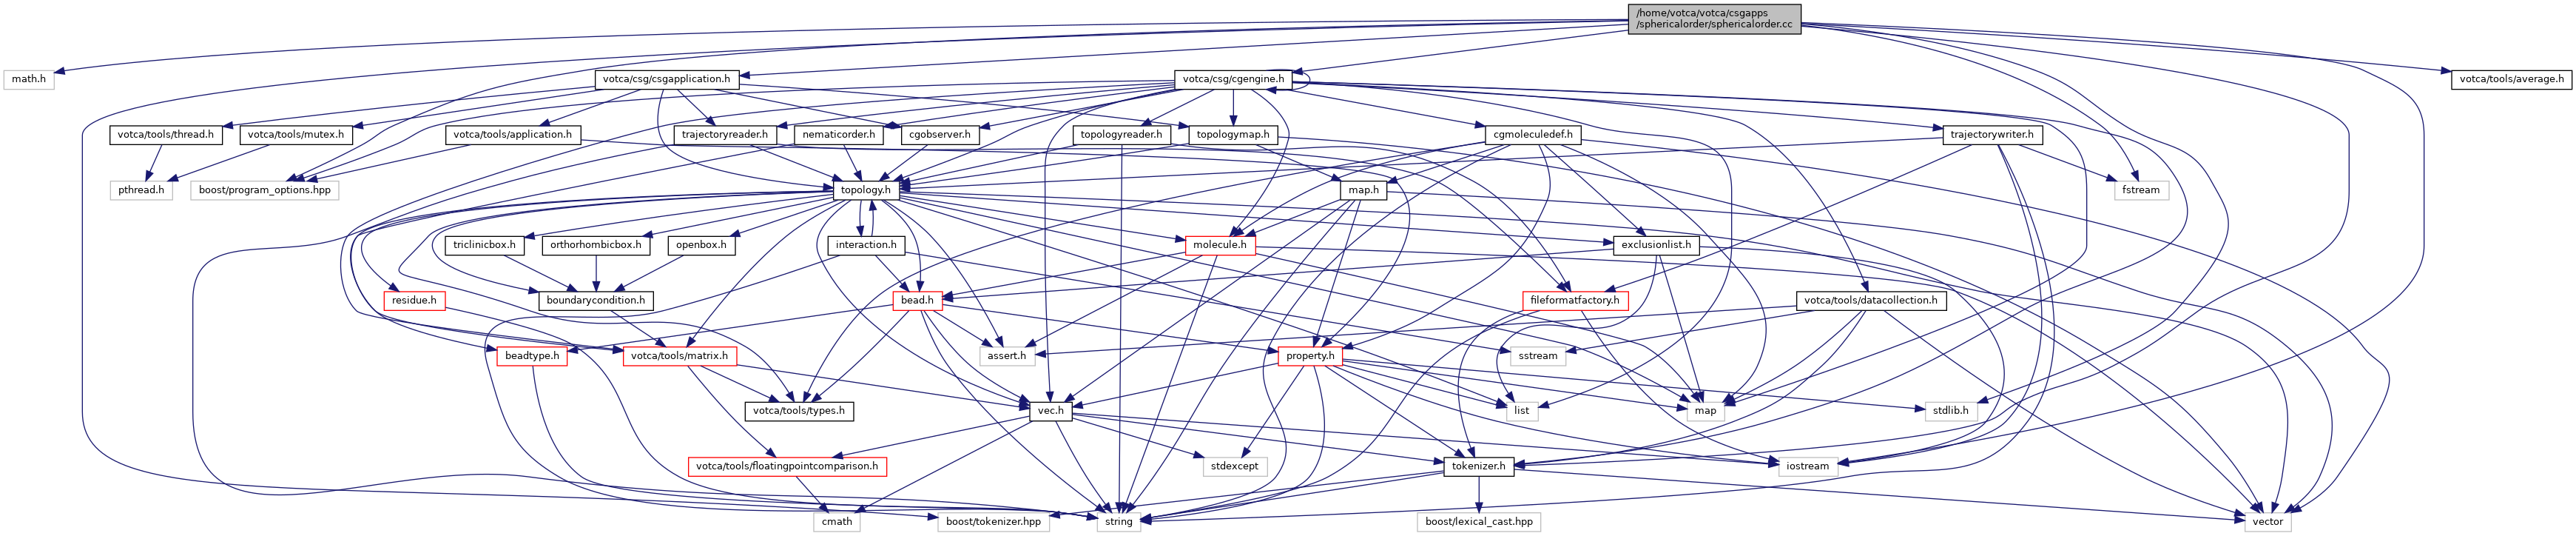 /home/votca/votca/csgapps
/sphericalorder/sphericalorder.cc
math.h
votca/csg/csgapplication.h
votca/csg/cgengine.h
votca/tools/average.h
votca/tools/thread.h
votca/tools/mutex.h
votca/tools/application.h
trajectoryreader.h
nematicorder.h
cgobserver.h
topologyreader.h
topologymap.h
cgmoleculedef.h
trajectorywriter.h
pthread.h
boost/program_options.hpp
topology.h
map.h
fstream
triclinicbox.h
orthorhombicbox.h
openbox.h
interaction.h
molecule.h
exclusionlist.h
residue.h
boundarycondition.h
bead.h
fileformatfactory.h
votca/tools/datacollection.h
beadtype.h
votca/tools/matrix.h
assert.h
property.h
sstream
votca/tools/types.h
vec.h
list
map
stdlib.h
votca/tools/floatingpointcomparison.h
stdexcept
tokenizer.h
iostream
cmath
boost/tokenizer.hpp
string
boost/lexical_cast.hpp
vector